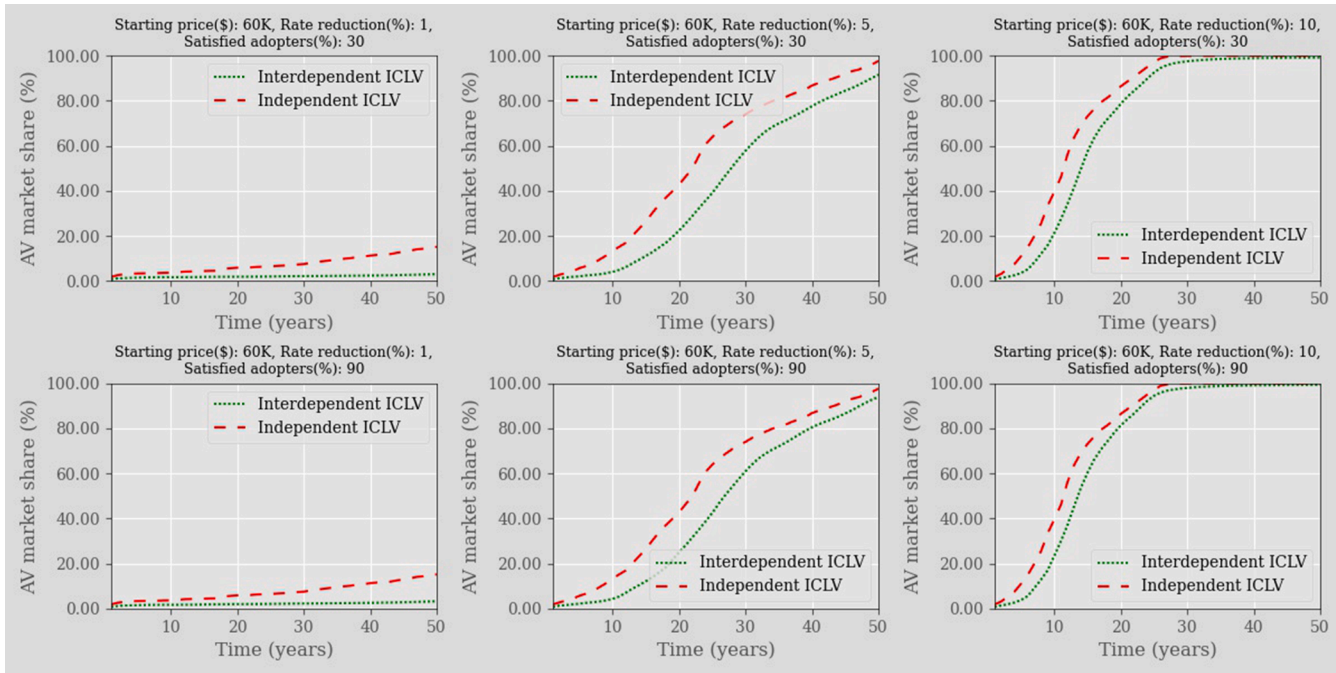 Starting price($): 60K, Rate reduction(%): 1,
Satisfied adopters(%): 30
100.00
80.00
60.00
40.00
20.00
0.00
AV market share (%)
Interdependent ICLV
Independent ICLV
10 20 30 40 50
Time (years)
Starting price($): 60K, Rate reduction(%): 5,
Satisfied adopters(%): 30
100.00
80.00
60.00
40.00
20.00
0.00
AV market share (%)
Interdependent ICLV
Independent ICLV
10 20 30 40 50
Time (years)
Starting price($): 60K, Rate reduction(%): 10,
Satisfied adopters(%): 30
100.00
80.00
60.00
40.00
20.00
0.00
AV market share (%)
Interdependent ICLV
Independent ICLV
10 20 30 40 50
Time (years)
Starting price($): 60K, Rate reduction(%): 1,
Satisfied adopters(%): 90
100.00
80.00
60.00
40.00
20.00
0.00
AV market share (%)
Interdependent ICLV
Independent ICLV
10 20 30 40 50
Time (years)
Starting price($): 60K, Rate reduction(%): 5,
Satisfied adopters(%): 90
100.00
80.00
60.00
40.00
20.00
0.00
AV market share (%)
Interdependent ICLV
Independent ICLV
10 20 30 40 50
Time (years)
Starting price($): 60K, Rate reduction(%): 10,
Satisfied adopters(%): 90
100.00
80.00
60.00
40.00
20.00
0.00
AV market share (%)
Interdependent ICLV
Independent ICLV
10 20 30 40 50
Time (years)